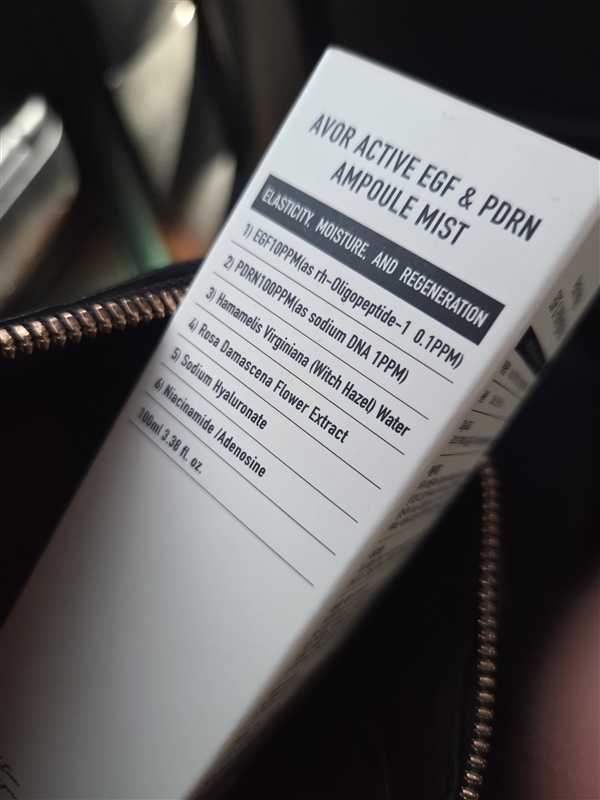 AVOR ACTIVE EGF & PDRN
AMPOULE MIST
ELASTICITY, MOISTURE, AND REGENERATION
1) EGF10PPM(as rh-Oligopeptide-1 0.1PPM)
2) PDRN100PPM(as sodium DNA 1PPM)
3) Hamamelis Virginiana (Witch Hazel) Water
4) Rosa Damascena Flower Extract
5) Sodium Hyaluronate
6) Niacinamide /Adenosine
100ml 3.38 fl. oz.